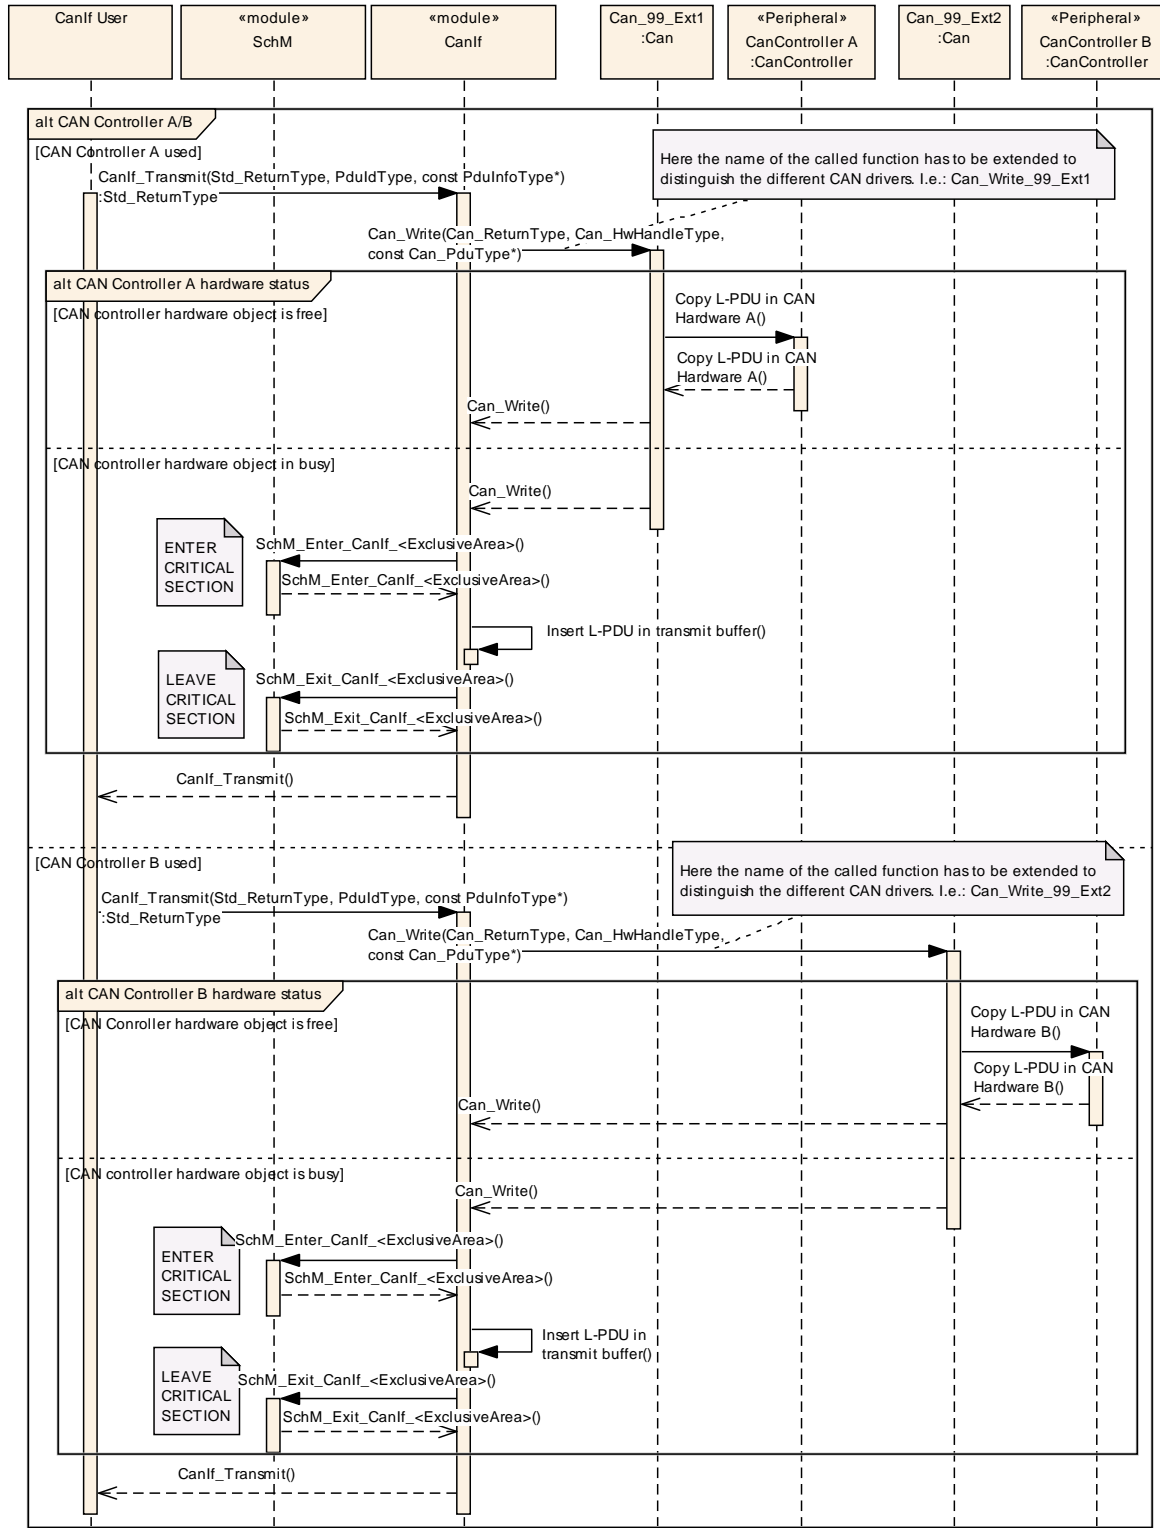 CanIf User
«module»
SchM
«module»
CanIf
Can_99_Ext1
:Can
«Peripheral»
CanController A
:CanController
Can_99_Ext2
:Can
«Peripheral»
CanController B
:CanController
alt CAN Controller A/B
[CAN Controller A used]
Here the name of the called function has to be extended to
distinguish the different CAN drivers. I.e.: Can_Write_99_Ext1
CanIf_Transmit(Std_ReturnType, PduIdType, const PduInfoType*)
:Std_ReturnType
Can_Write(Can_ReturnType, Can_HwHandleType,
const Can_PduType*)
alt CAN Controller A hardware status
[CAN controller hardware object is free]
Copy L-PDU in CAN
Hardware A()
Copy L-PDU in CAN
Hardware A()
Can_Write()
[CAN controller hardware object in busy]
Can_Write()
ENTER
CRITICAL
SECTION
SchM_Enter_CanIf_<ExclusiveArea>()
SchM_Enter_CanIf_<ExclusiveArea>()
Insert L-PDU in transmit buffer()
LEAVE
CRITICAL
SECTION
SchM_Exit_CanIf_<ExclusiveArea>()
SchM_Exit_CanIf_<ExclusiveArea>()
CanIf_Transmit()
[CAN Controller B used]
Here the name of the called function has to be extended to
distinguish the different CAN drivers. I.e.: Can_Write_99_Ext2
CanIf_Transmit(Std_ReturnType, PduIdType, const PduInfoType*)
:Std_ReturnType
Can_Write(Can_ReturnType, Can_HwHandleType,
const Can_PduType*)
alt CAN Controller B hardware status
[CAN Conroller hardware object is free]
Copy L-PDU in CAN
Hardware B()
Copy L-PDU in CAN
Hardware B()
Can_Write()
[CAN controller hardware object is busy]
Can_Write()
ENTER
CRITICAL
SECTION
SchM_Enter_CanIf_<ExclusiveArea>()
SchM_Enter_CanIf_<ExclusiveArea>()
Insert L-PDU in
transmit buffer()
LEAVE
CRITICAL
SECTION
SchM_Exit_CanIf_<ExclusiveArea>()
SchM_Exit_CanIf_<ExclusiveArea>()
CanIf_Transmit()